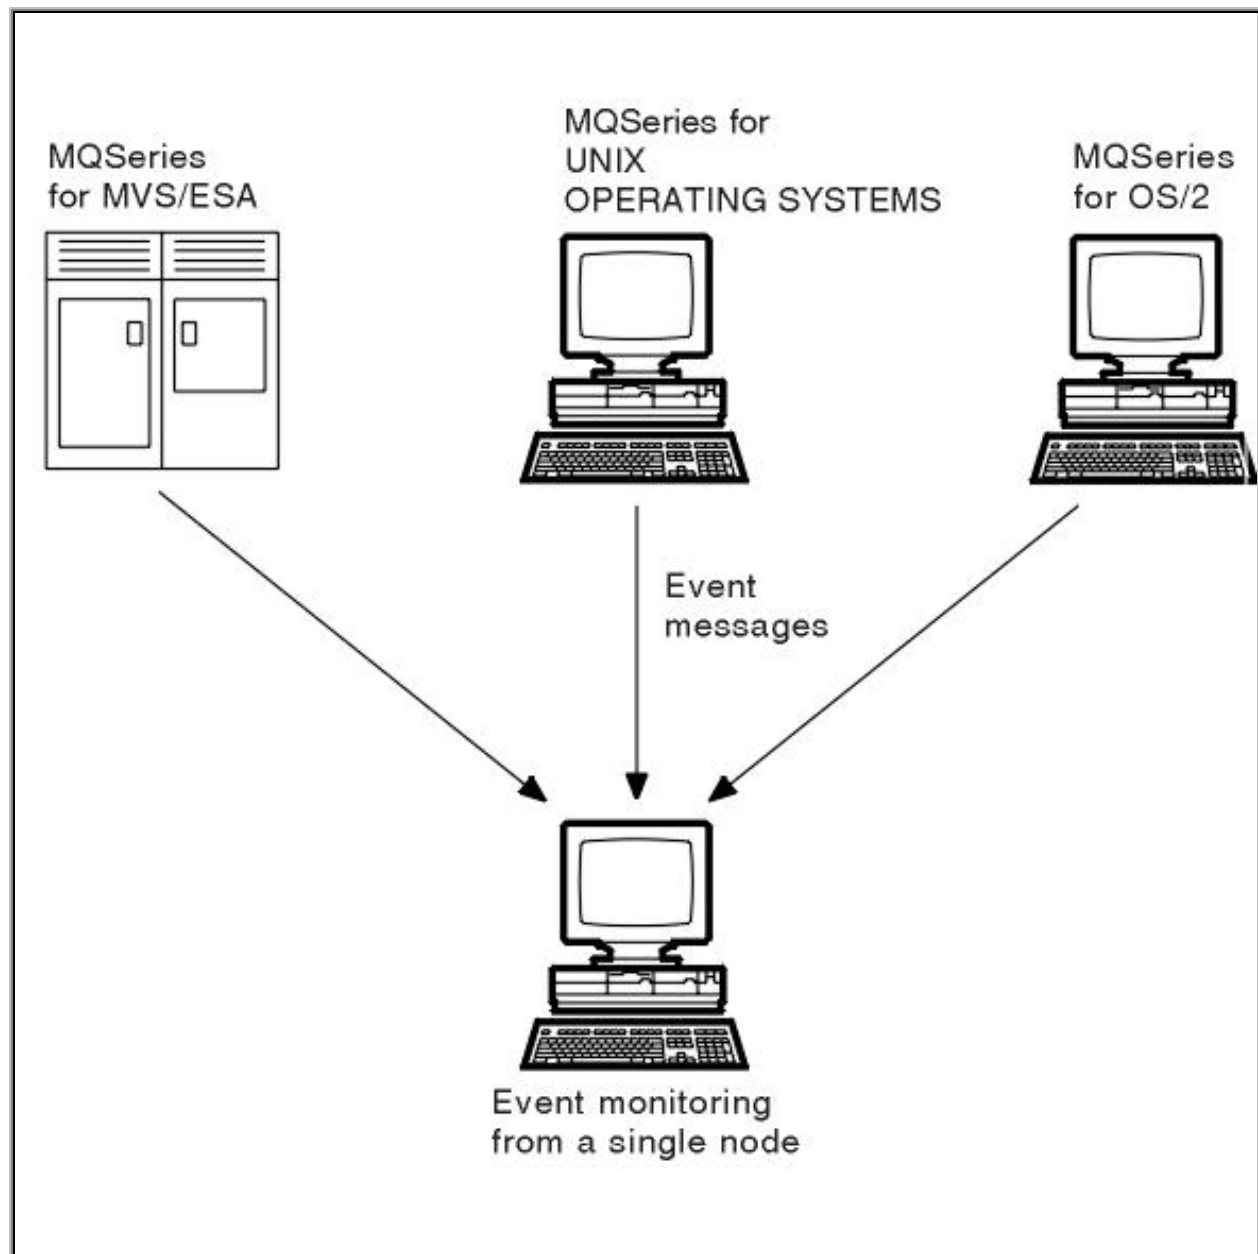 MQSeries
for MVS/ESA
MQSeries for
UNIX
OPERATING SYSTEMS
MQSeries
for OS/2
Event
messages
Event monitoring
from a single node